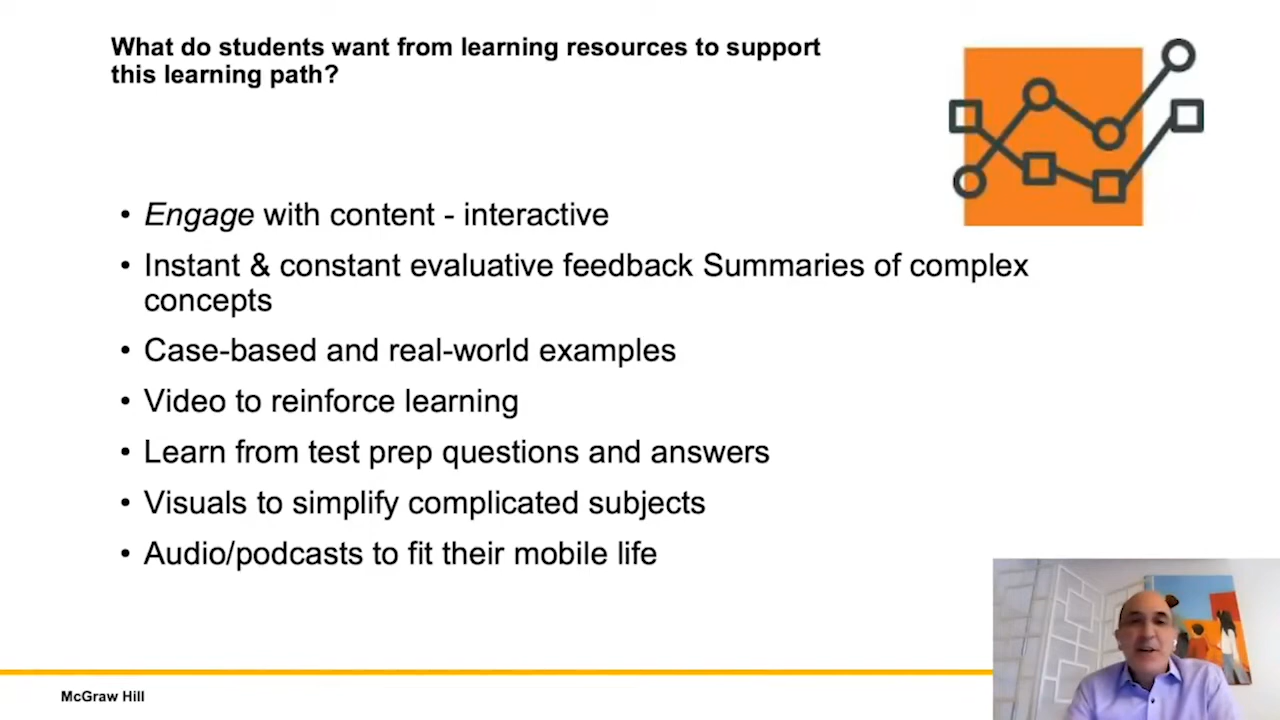 What do students want from learning resources to support
this learning path?
• Engage with content - interactive
• Instant & constant evaluative feedback Summaries of complex
concepts
• Case-based and real-world examples
• Video to reinforce learning
• Learn from test prep questions and answers
• Visuals to simplify complicated subjects
• Audio/podcasts to fit their mobile life
McGraw Hill